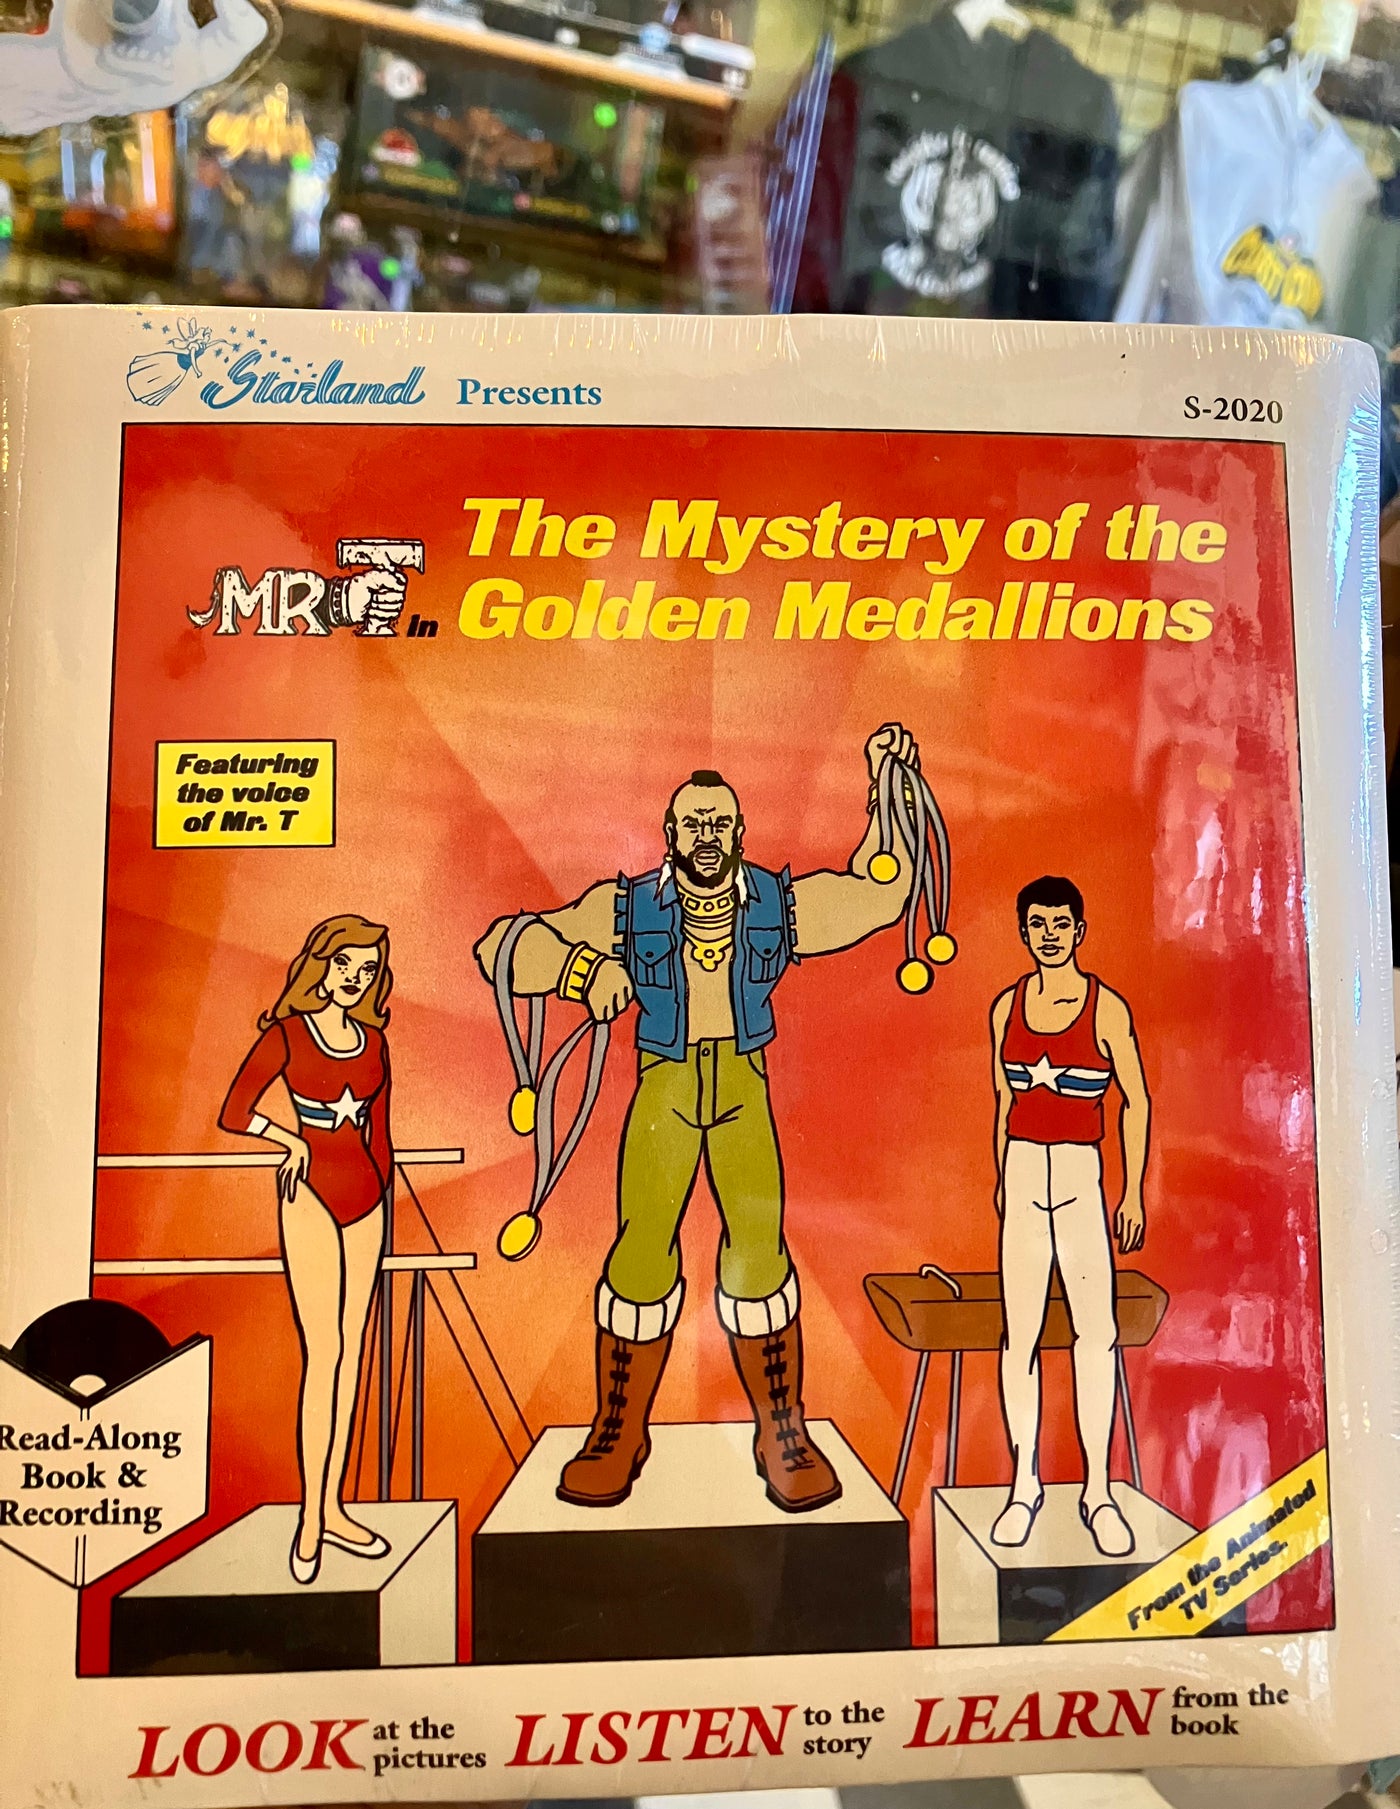 Starland Presents
S-2020
MR T in
The Mystery of the
Golden Medallions
Featuring
the voice
of Mr. T
Read-Along
Book &
Recording
From the Animated
TV Series.
LOOK at the
pictures
LISTEN to the
story
LEARN from the
book